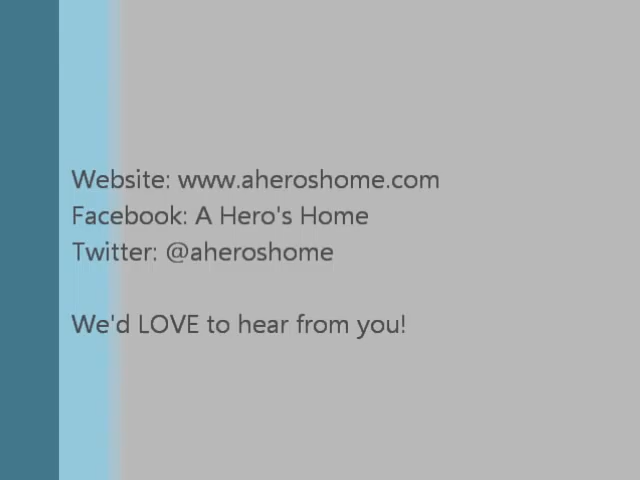 Website: www.aheroshome.com
Facebook: A Hero's Home
Twitter: @aheroshome
We'd LOVE to hear from you!